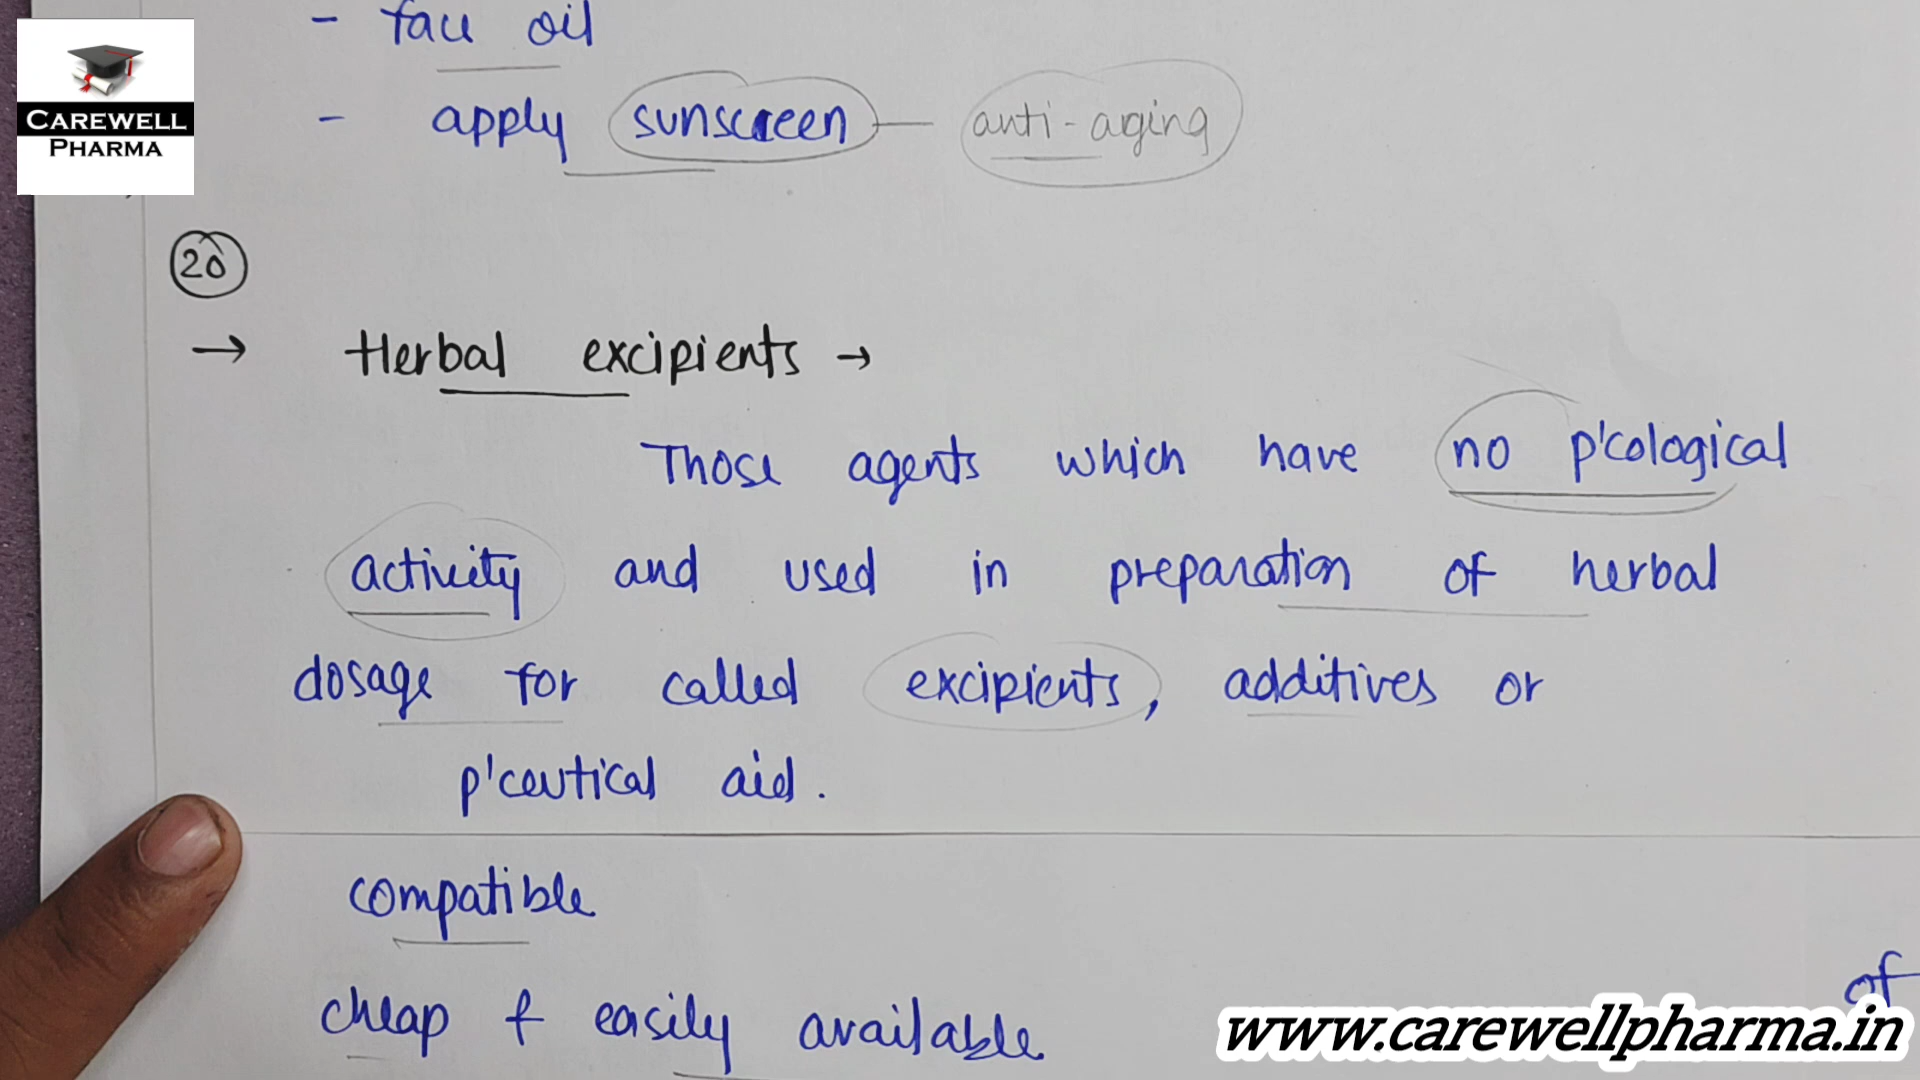 - face oil
CAREWELL
PHARMA
- apply sunscreen — anti-aging
20
→ Herbal excipients →
Those agents which have no p'cological
activity and used in preparation of herbal
dosage for called excipients, additives or
p'ceutical aid.
compatible
of
cheap & easily available
www.carewellpharma.in